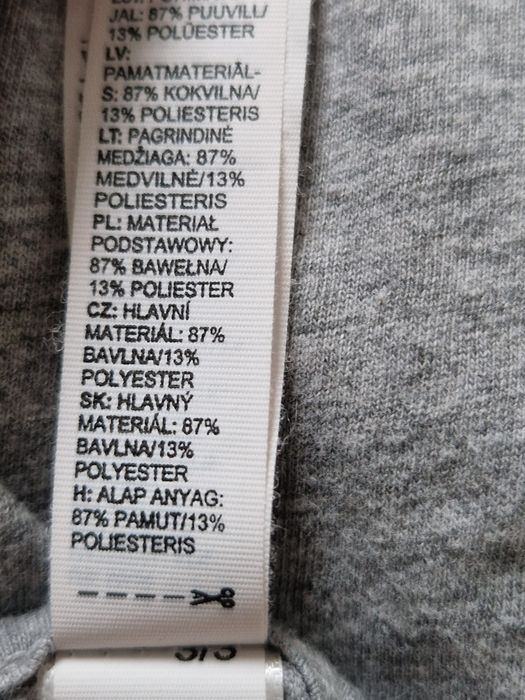 JAL: 87% PUUVILL/
13% POLÜESTER
LV:
PAMATMATERIĀL-
S: 87% KOKVILNA/
13% POLIESTERIS
LT: PAGRINDINĖ
MEDŽIAGA: 87%
MEDVILNĖ/13%
POLIESTERIS
PL: MATERIAŁ
PODSTAWOWY:
87% BAWEŁNA/
13% POLIESTER
CZ: HLAVNÍ
MATERIÁL: 87%
BAVLNA/13%
POLYESTER
SK: HLAVNÝ
MATERIÁL: 87%
BAVLNA/13%
POLYESTER
H: ALAP ANYAG:
87% PAMUT/13%
POLIESTERIS